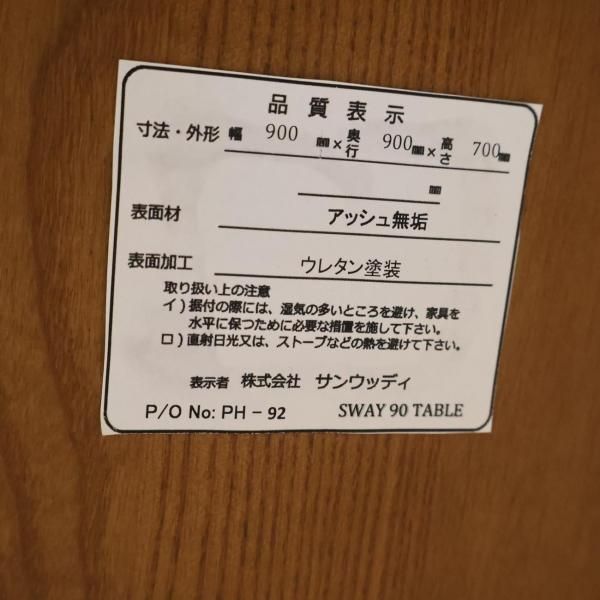 品質表示
寸法・外形 幅 900 mm×奥行 900mm×高さ 700mm
mm
表面材 アッシュ無垢
表面加工 ウレタン塗装
取り扱い上の注意
イ)据付の際には、湿気の多いところを避け、家具を
水平に保つために必要な措置を施して下さい。
ロ)直射日光又は、ストーブなどの熱を避けて下さい。
表示者 株式会社 サンウッディ
P/O No: PH - 92 SWAY 90 TABLE